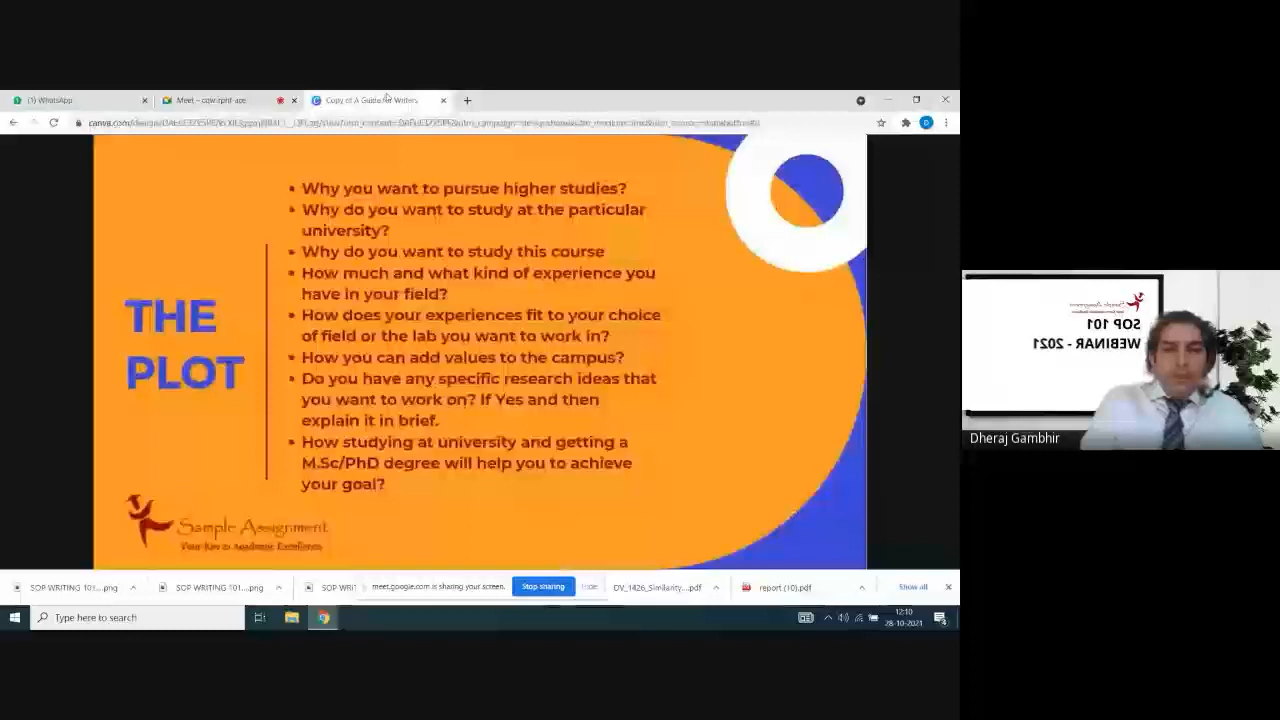 (1) WhatsApp
Meet -
Copy of A Guide for Writers
Why you want to pursue higher studies?
Why do you want to study at the particular
university?
Why do you want to study this course
How much and what kind of experience you
have in your field?
How does your experiences fit to your choice
of field or the lab you want to work in?
How you can add values to the campus?
Do you have any specific research ideas that
you want to work on? If Yes and then
explain it in brief.
How studying at university and getting a
M.Sc/PhD degree will help you to achieve
your goal?
THE
PLOT
Sample Assignment
Your Key to Academic Excellence
SOP 101
WEBINAR - 2021
Dheraj Gambhir
SOP WRITING 101....png
SOP WRITING 101....png
SOP WRIT
meet.google.com is sharing your screen.
Stop sharing
Hide
DV_1426_Similarity....pdf
report (10).pdf
Show all
Type here to search
12:10
28-10-2021